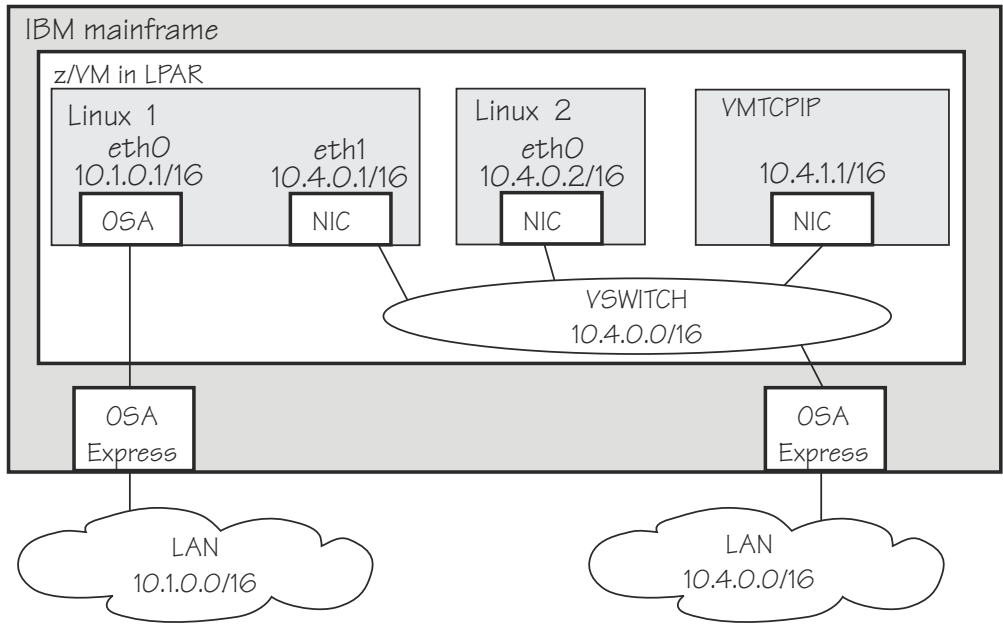 IBM mainframe
z/VM in LPAR
Linux 1
eth0
10.1.0.1/16
OSA
eth1
10.4.0.1/16
NIC
Linux 2
eth0
10.4.0.2/16
NIC
VMTCPIP
10.4.1.1/16
NIC
VSWITCH
10.4.0.0/16
OSA
Express
OSA
Express
LAN
10.1.0.0/16
LAN
10.4.0.0/16